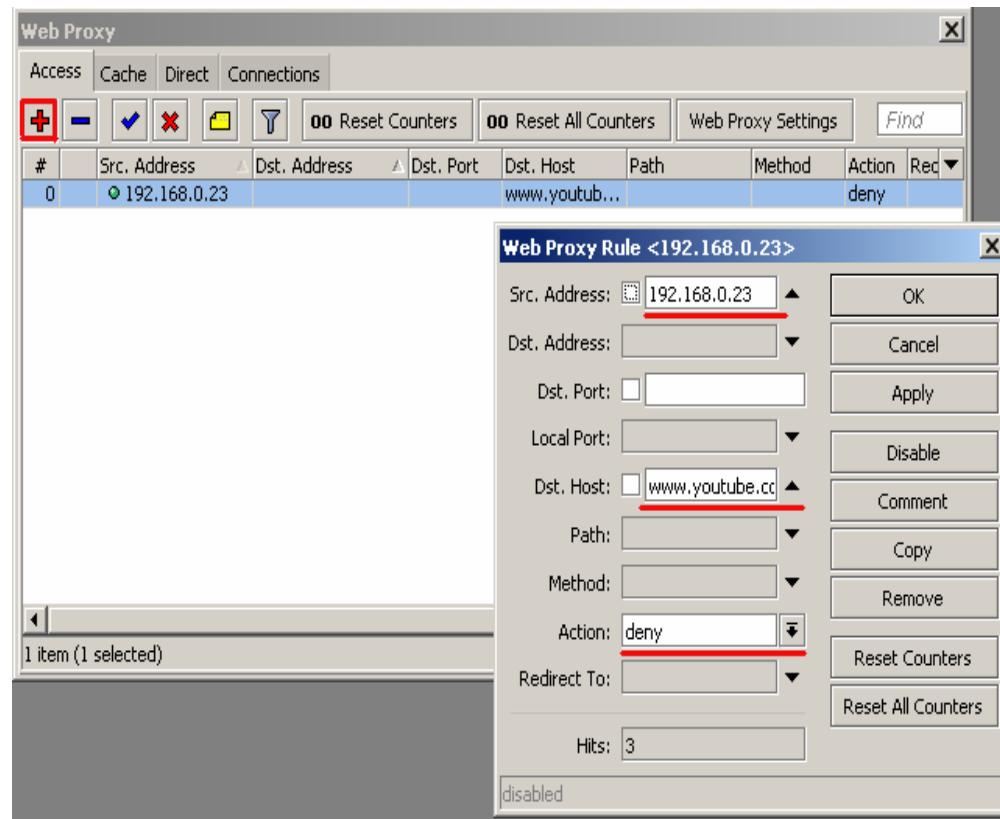 Web Proxy
Access Cache Direct Connections
00 Reset Counters 00 Reset All Counters Web Proxy Settings Find
# Src. Address Dst. Address Dst. Port Dst. Host Path Method Action Rec
0 192.168.0.23 www.youtub... deny
1 item (1 selected)
Web Proxy Rule <192.168.0.23>
Src. Address: 192.168.0.23
Dst. Address:
Dst. Port:
Local Port:
Dst. Host: www.youtube.cc
Path:
Method:
Action: deny
Redirect To:
Hits: 3
disabled
OK
Cancel
Apply
Disable
Comment
Copy
Remove
Reset Counters
Reset All Counters